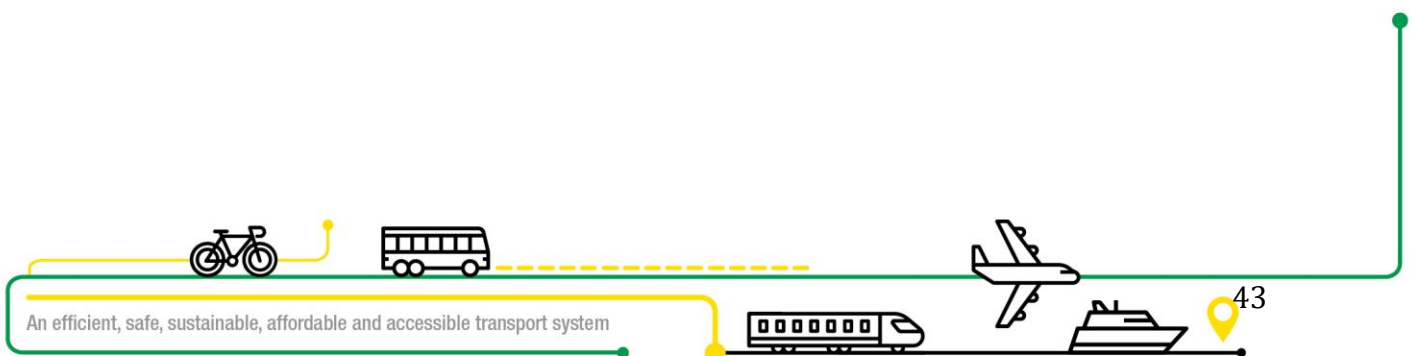 43
An efficient, safe, sustainable, affordable and accessible transport system